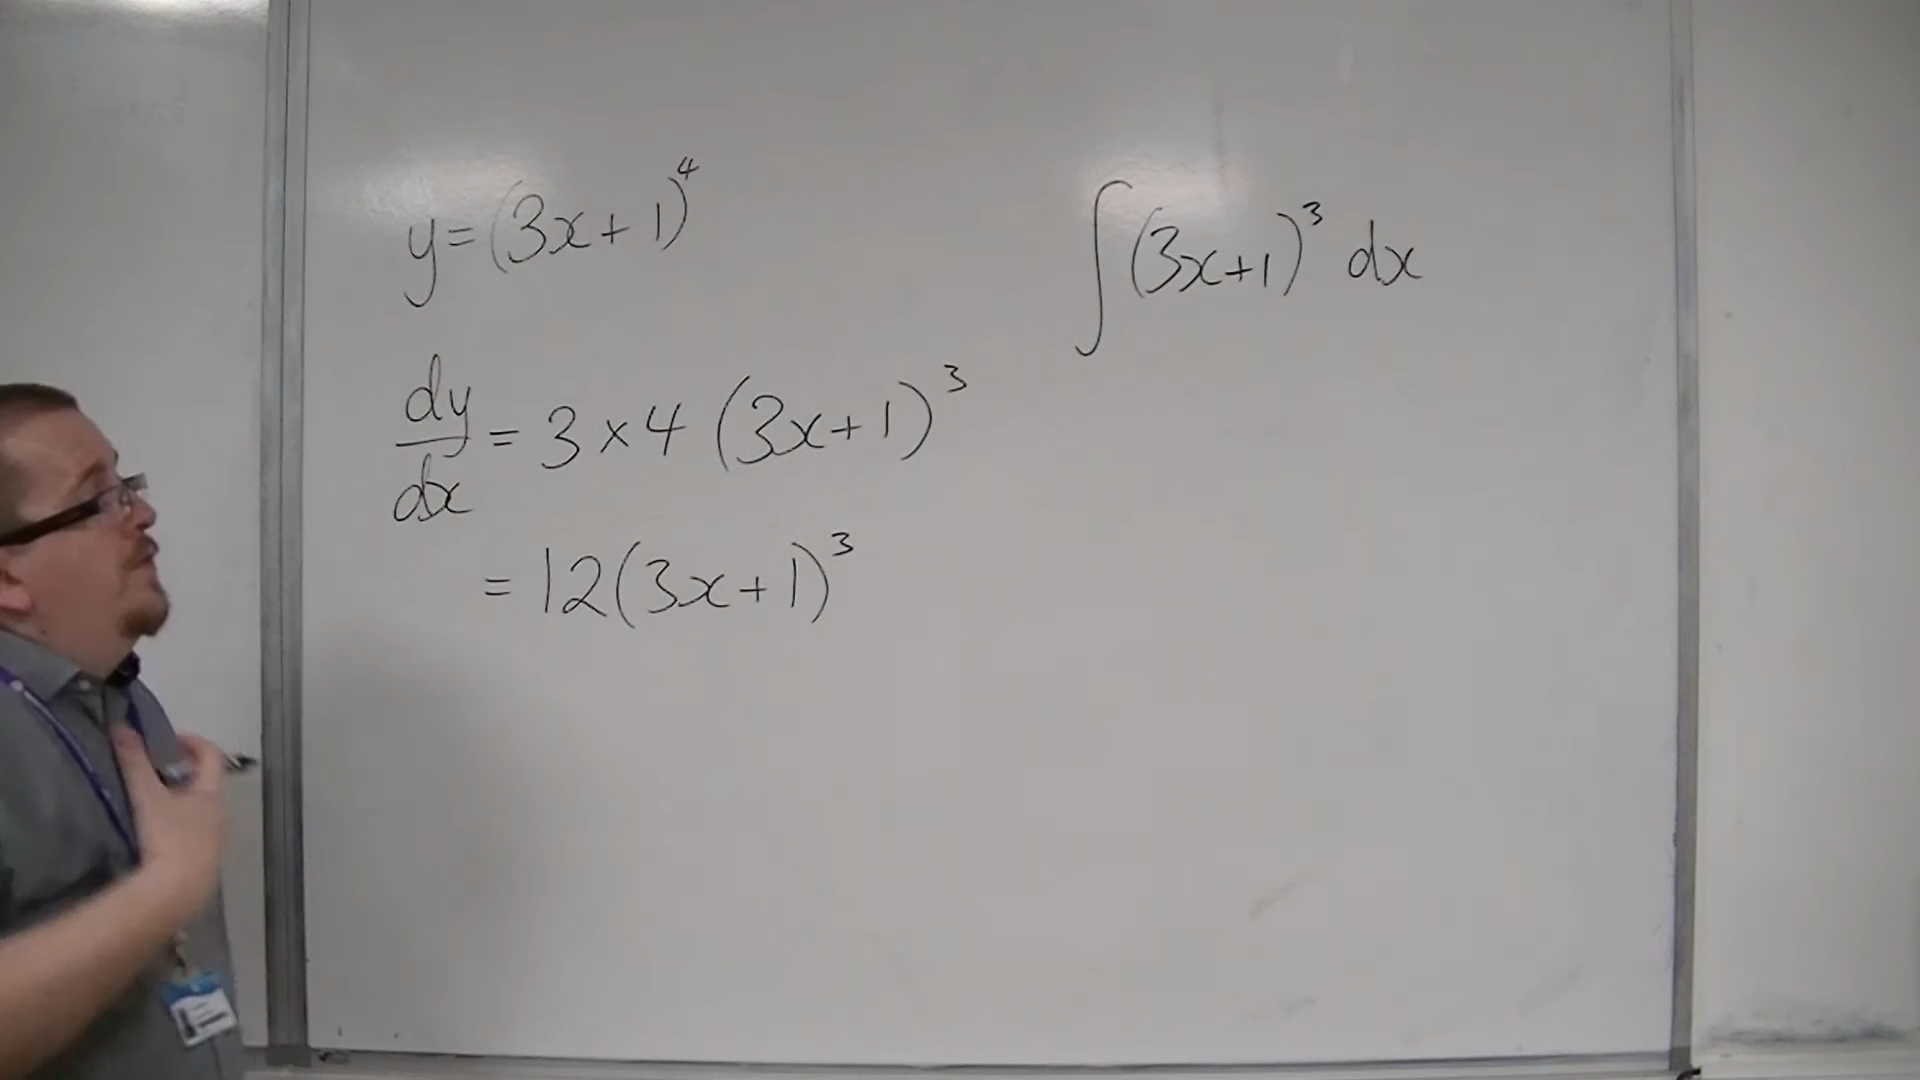 y = (3x + 1)⁴
dy/dx = 3 × 4 (3x + 1)³
= 12(3x + 1)³
∫(3x+1)³ dx